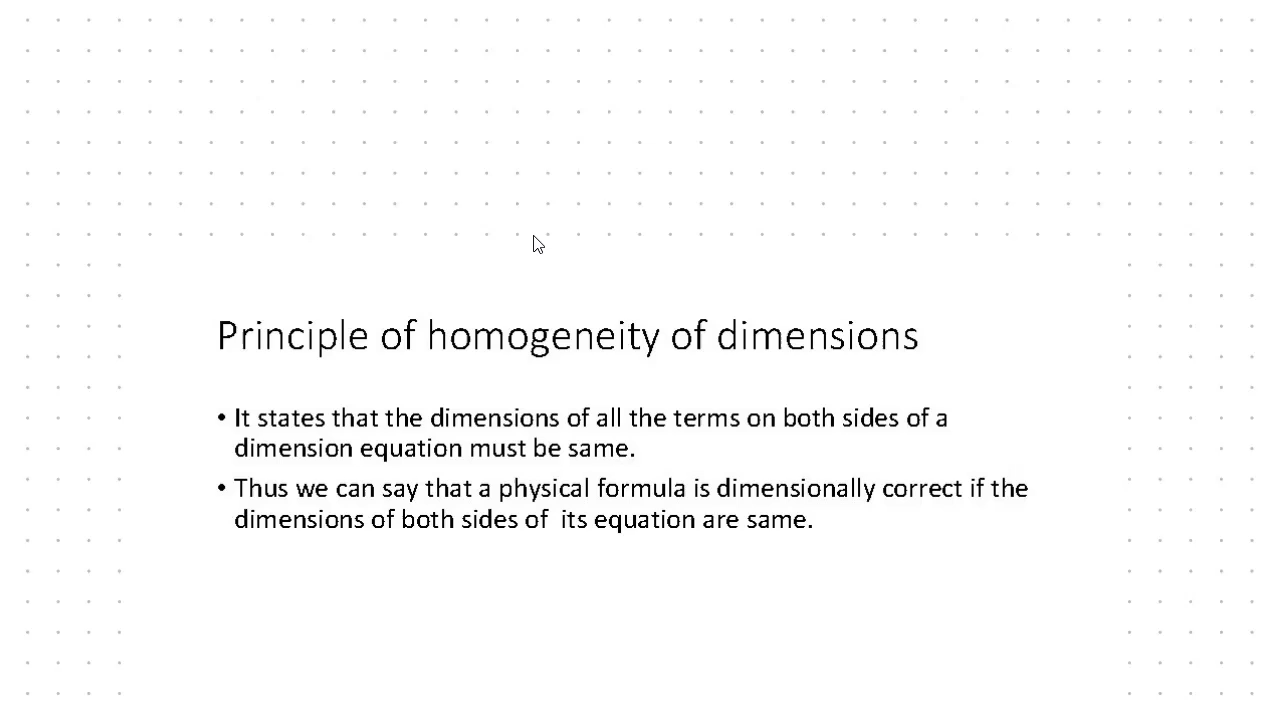 Principle of homogeneity of dimensions
• It states that the dimensions of all the terms on both sides of a
dimension equation must be same.
• Thus we can say that a physical formula is dimensionally correct if the
dimensions of both sides of  its equation are same.